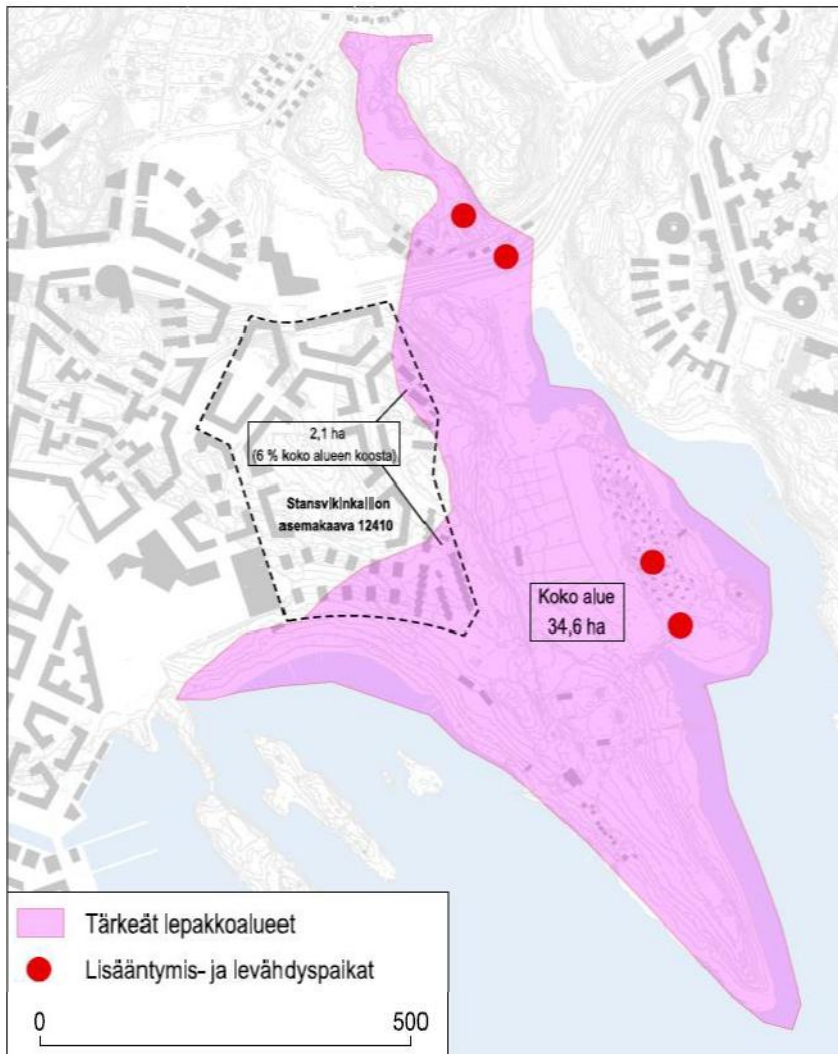 2,1 ha
(6 % koko alueen koosta)
Stansvikinkallion
asemakaava 12410
Koko alue
34,6 ha
Tärkeät lepakkoalueet
Lisääntymis- ja levähdyspaikat
0
500